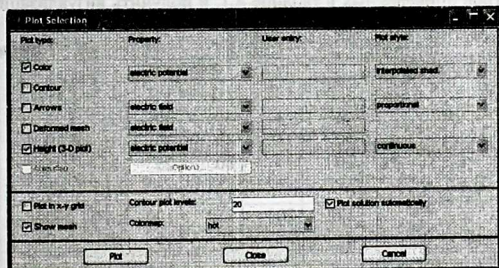 Plot Selection
Plot type: Property: User entry: Plot style:
Color electric potential interpolated shad.
Contour
Arrows electric field proportional
Deformed mesh electric field
Height (3-D plot) electric potential continuous
Animation Options
Plot in x-y grid Contour plot levels: 20 Plot solution automatically
Show mesh Colormap: hot
Plot Close Cancel